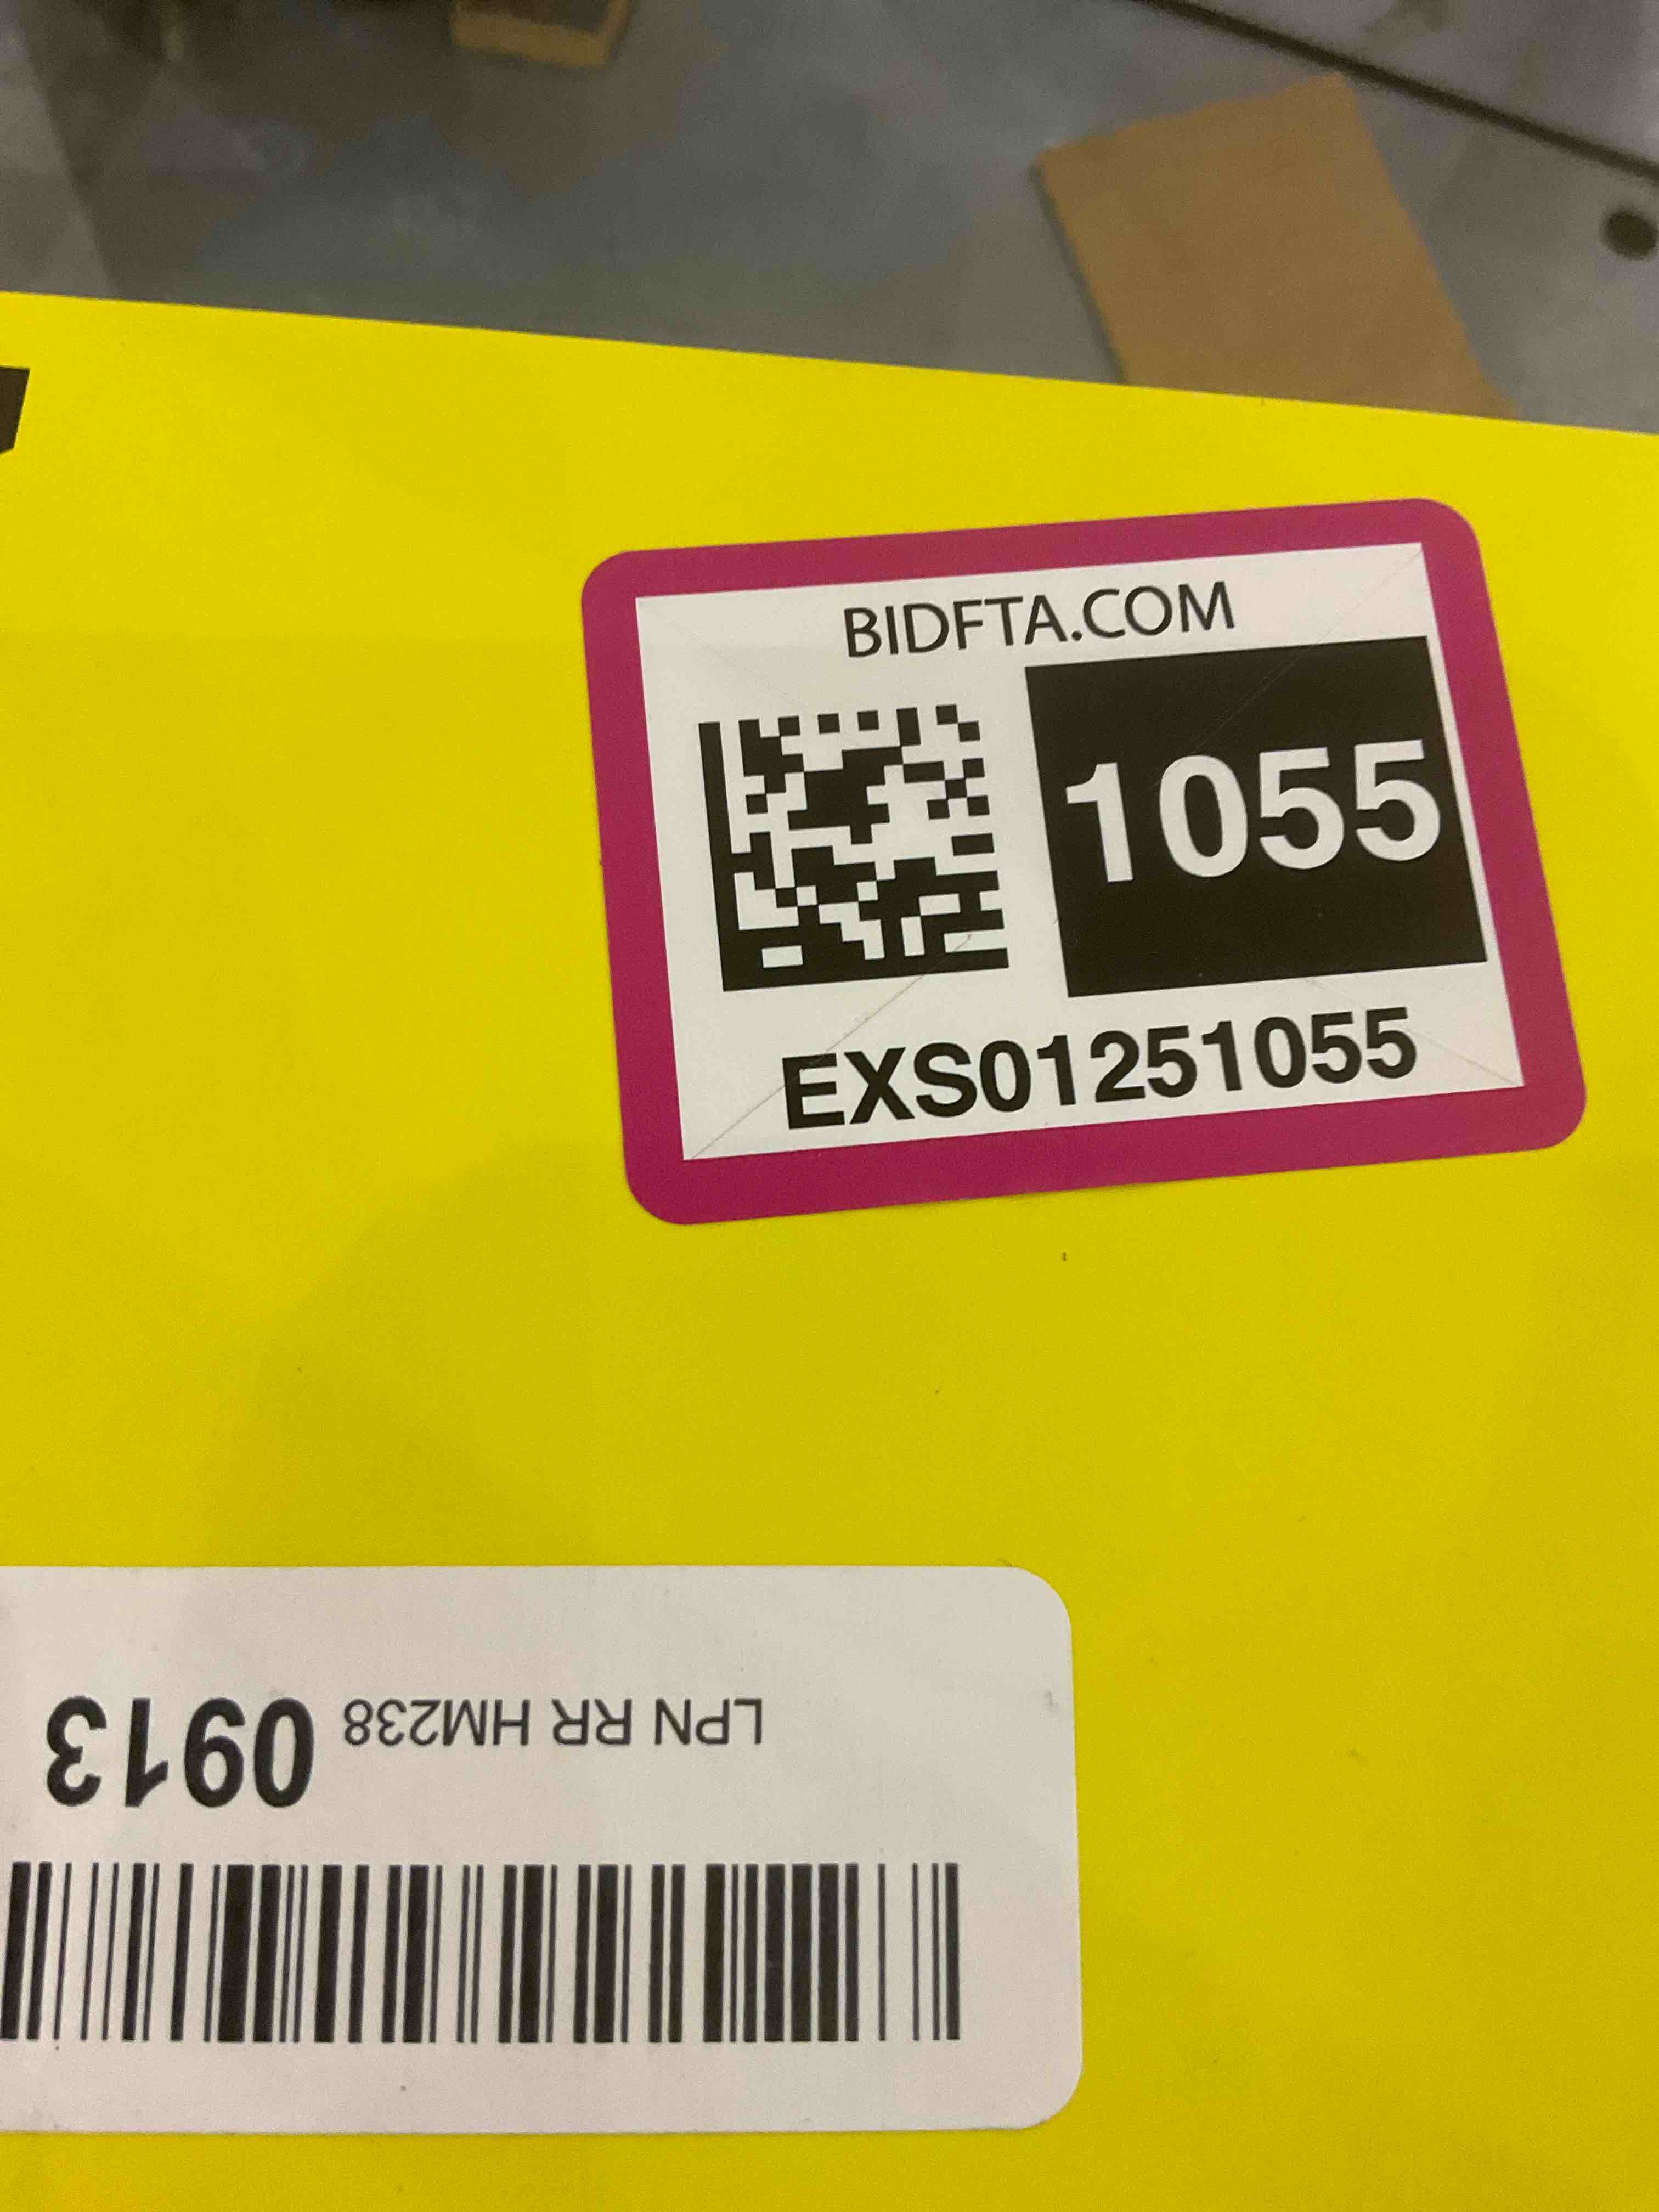 BIDFTA.COM
1055
EXS01251055
LPN RR HM238 0913